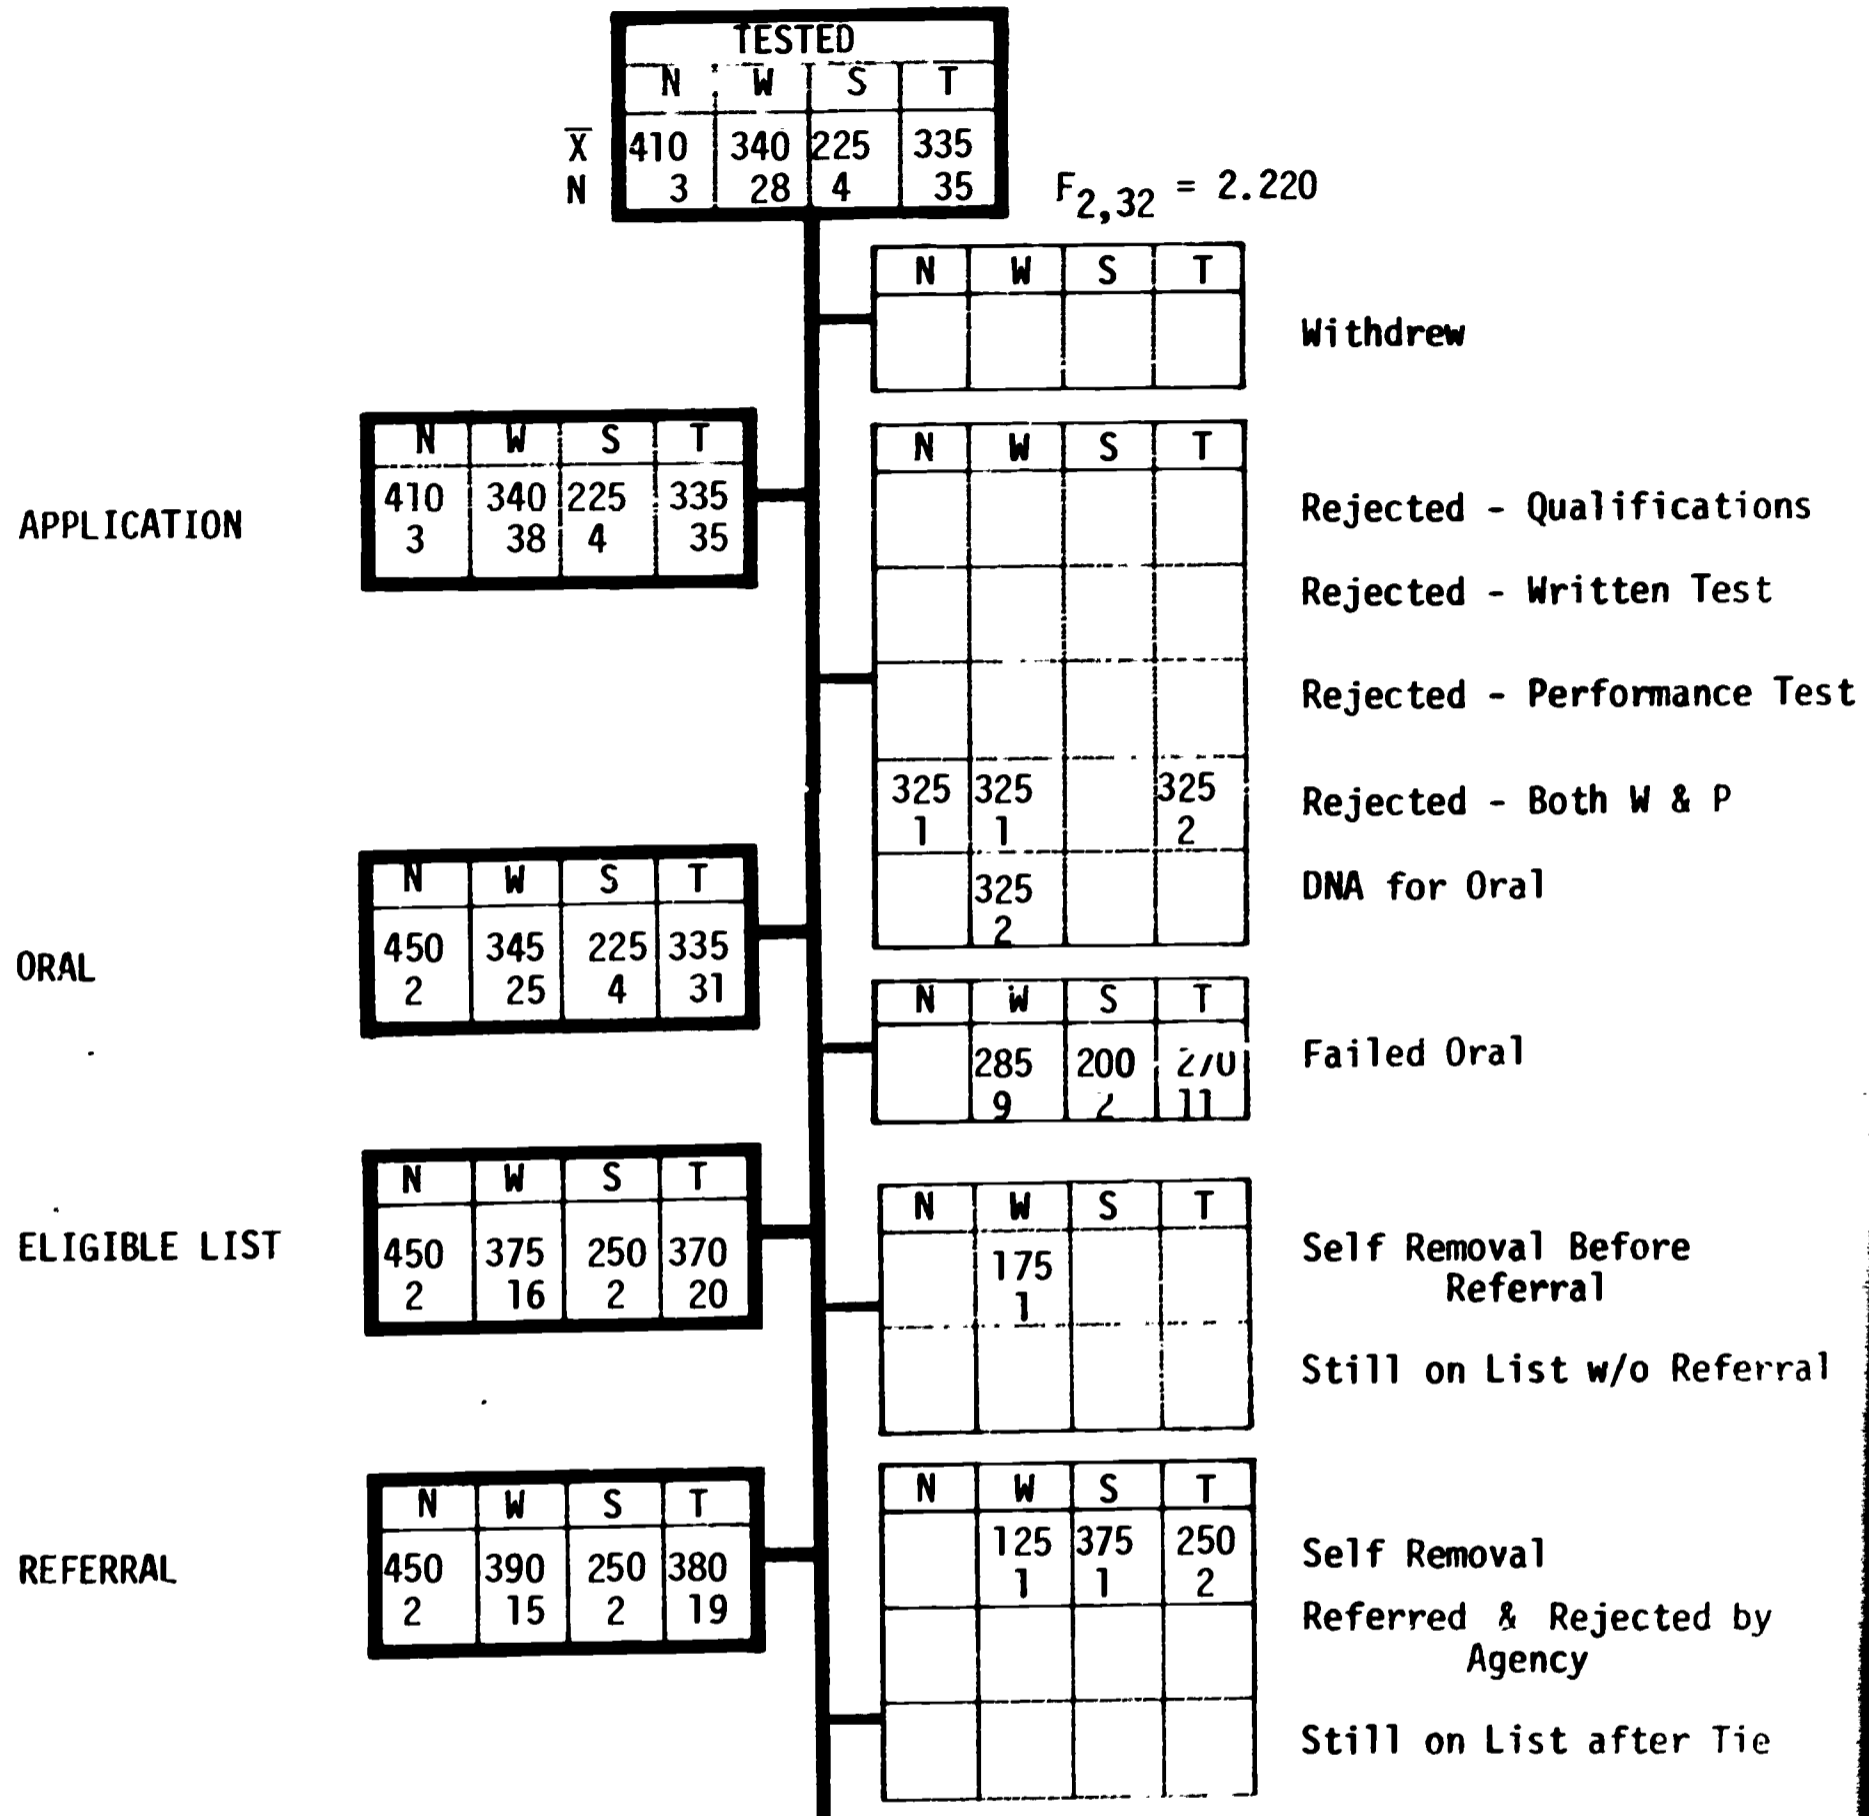 TESTED
N W S T
X̅ 410 340 225 335
N 3 28 4 35
F2,32 = 2.220
N W S T
Withdrew
APPLICATION
N W S T
410 340 225 335
3 38 4 35
N W S T
Rejected - Qualifications
Rejected - Written Test
Rejected - Performance Test
325 325 325
1 1 2
Rejected - Both W & P
325
2
DNA for Oral
ORAL
N W S T
450 345 225 335
2 25 4 31
N W S T
285 200 270
9 2 11
Failed Oral
ELIGIBLE LIST
N W S T
450 375 250 370
2 16 2 20
N W S T
175
1
Self Removal Before
Referral
Still on List w/o Referral
REFERRAL
N W S T
450 390 250 380
2 15 2 19
N W S T
125 375 250
1 1 2
Self Removal
Referred & Rejected by
Agency
Still on List after Tie